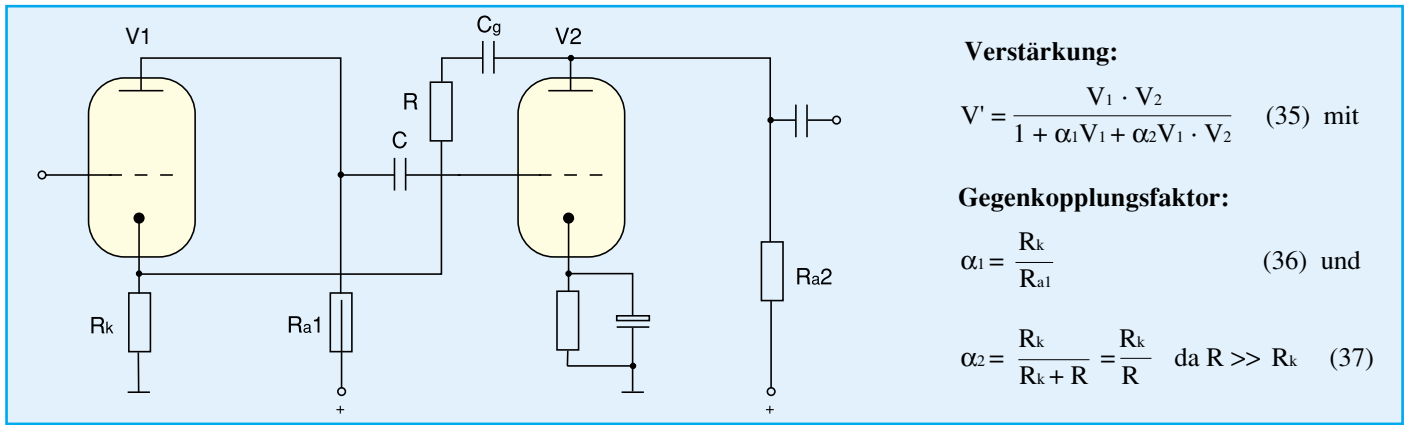 V1
Cg
V2
R
C
Rk
Ra1
Ra2
+
+
Verstärkung:
V' = V1 · V2 / 1 + α1V1 + α2V1 · V2 (35) mit
Gegenkopplungsfaktor:
α1 = Rk / Ra1 (36) und
α2 = Rk / Rk + R = Rk / R da R >> Rk (37)